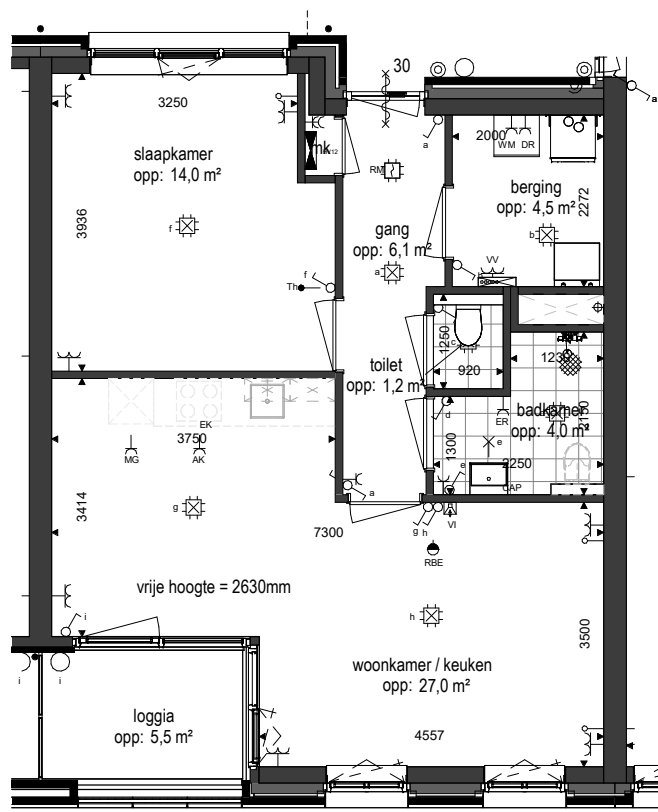 30
a
3250
2000
WM DR
mk
slaapkamer
opp: 14,0 m²
RM
a
berging
opp: 4,5 m²
2272
3936
f
gang
opp: 6,1 m²
b
a
VV
f
Th
1250
c
toilet
opp: 1,2 m²
920
1230
badkamer
opp: 4,0 m²
2150
d
ER
EK
3750
MG
AK
1300
e
2250
e
CAP
3414
g
a
7300
g
h
VI
RBE
vrije hoogte = 2630mm
h
i
3500
woonkamer / keuken
opp: 27,0 m²
i
i
loggia
opp: 5,5 m²
4557